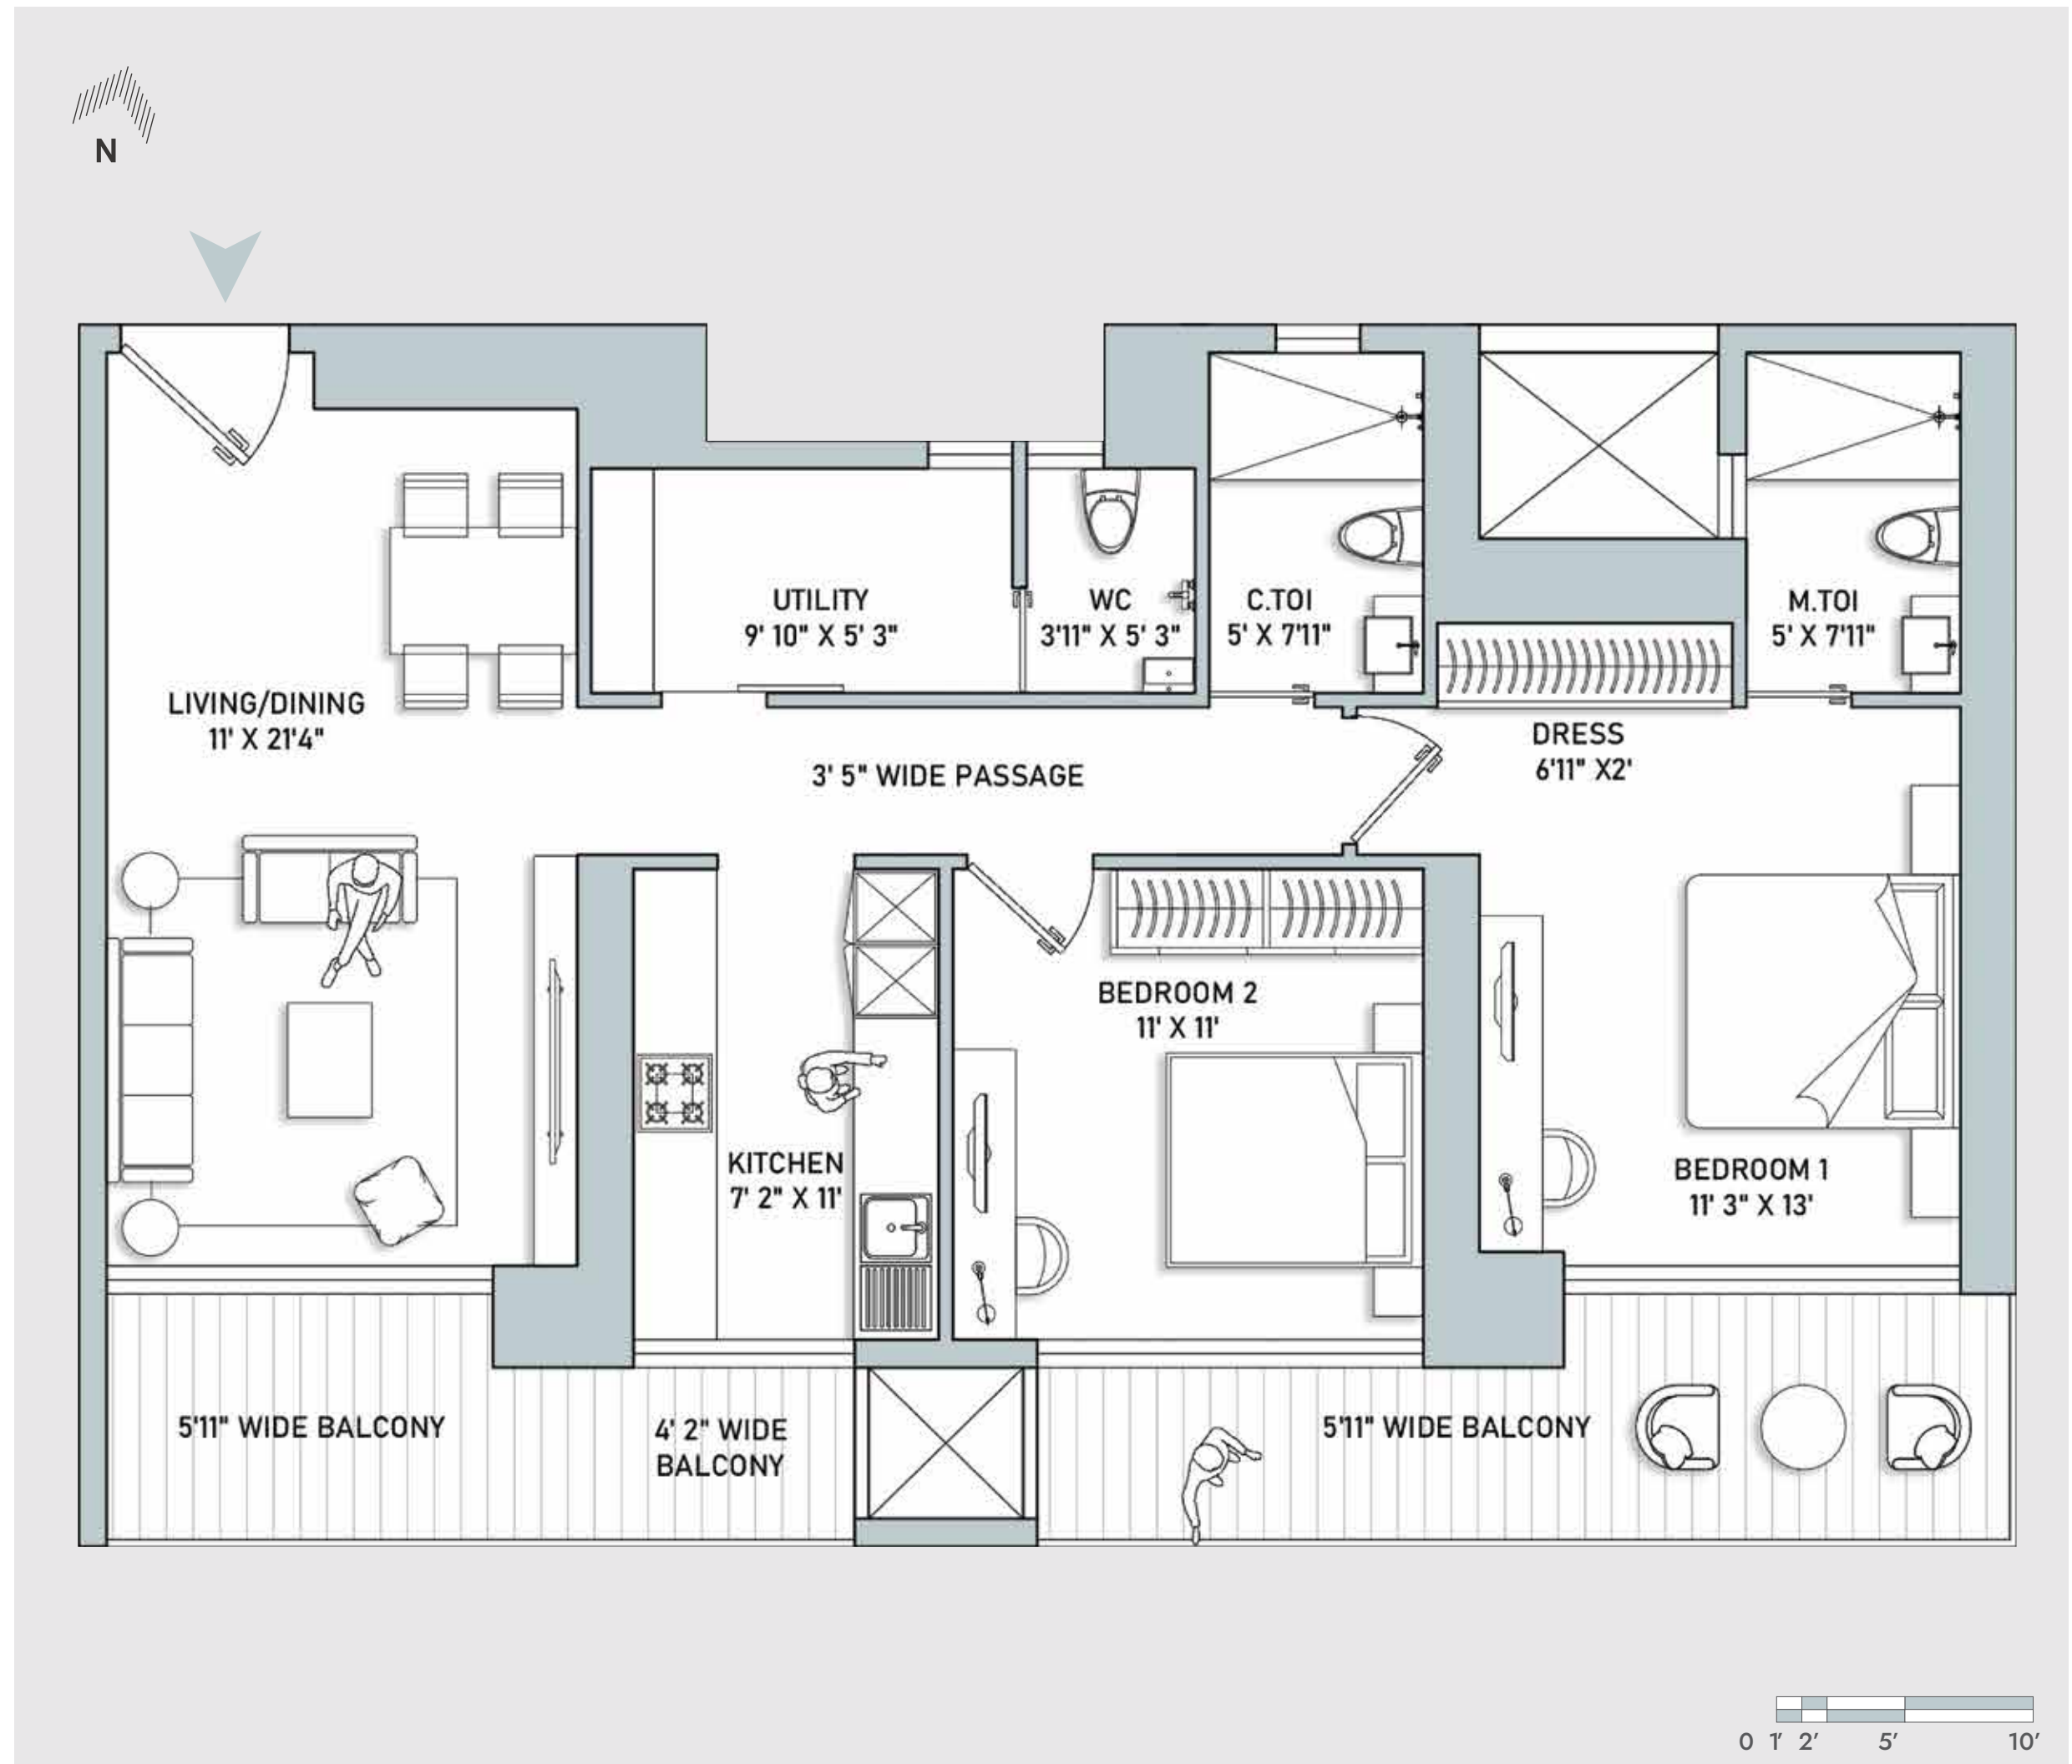 N
UTILITY
9' 10" X 5' 3"
WC
3'11" X 5' 3"
C.TOI
5' X 7'11"
M.TOI
5' X 7'11"
LIVING/DINING
11' X 21'4"
3' 5" WIDE PASSAGE
DRESS
6'11" X2'
BEDROOM 2
11' X 11'
KITCHEN
7' 2" X 11'
BEDROOM 1
11' 3" X 13'
5'11" WIDE BALCONY
4' 2" WIDE
BALCONY
5'11" WIDE BALCONY
0 1' 2' 5' 10'